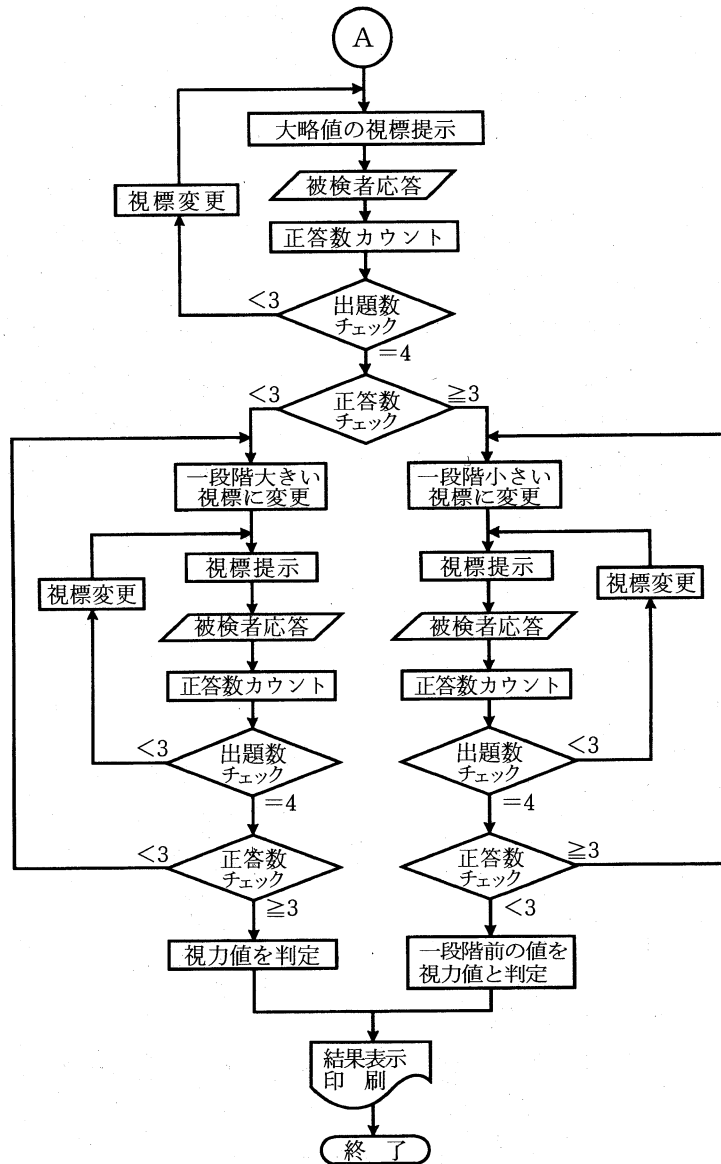 A
大略値の視標提示
被検者応答
視標変更
正答数カウント
<3
出題数
チェック
=4
<3
正答数
チェック
≧3
一段階大きい
視標に変更
一段階小さい
視標に変更
視標提示
視標提示
視標変更
視標変更
被検者応答
被検者応答
正答数カウント
正答数カウント
<3
出題数
チェック
=4
出題数
チェック
<3
=4
<3
正答数
チェック
≧3
正答数
チェック
≧3
<3
視力値を判定
一段階前の値を
視力値と判定
結果表示
印 刷
終 了